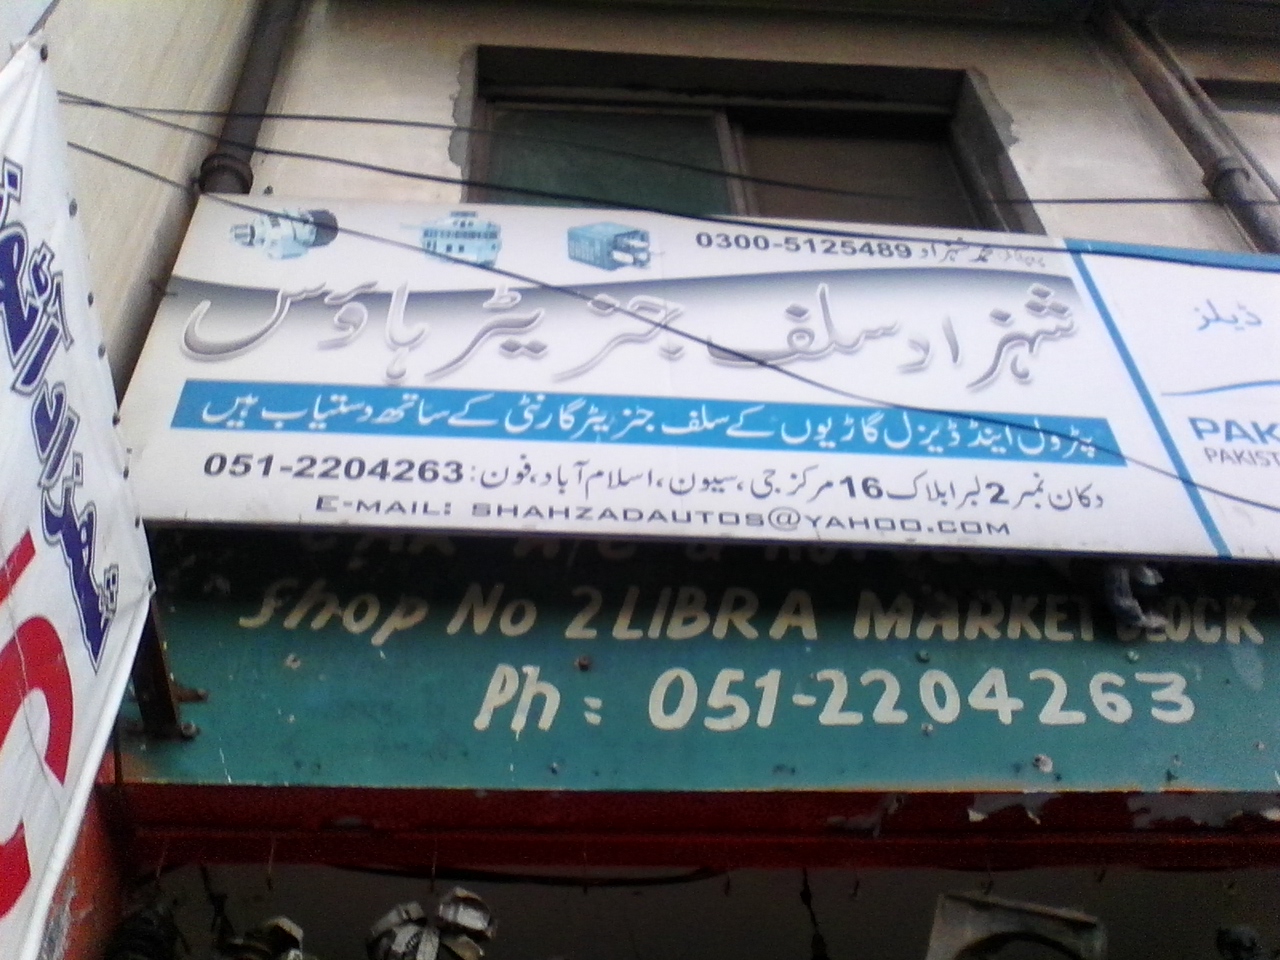 پروپرائٹر: محمد شہزاد 0300-5125489
شہزاد سلف جنریٹر ہاؤس
پٹرول اینڈ ڈیزل گاڑیوں کے سلف جنریٹر گارنٹی کے ساتھ دستیاب ہیں
دکان نمبر 2 لبرا بلاک 16 مرکز جی، سیون، اسلام آباد، فون: 051-2204263
E-MAIL: SHAHZADAUTOS@YAHOO.COM
ڈیلز
PAK
PAKIST
Shop No 2 LIBRA MARKET BLOCK
Ph: 051-2204263